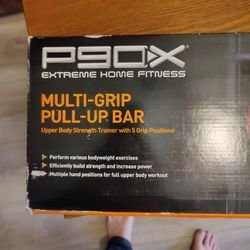 P90X
EXTREME HOME FITNESS
MULTI-GRIP
PULL-UP BAR
Upper Body Strength Trainer with 5 Grip Positions
Perform various bodyweight exercises
Efficiently build strength and increase power
Multiple hand positions for full upper body workout